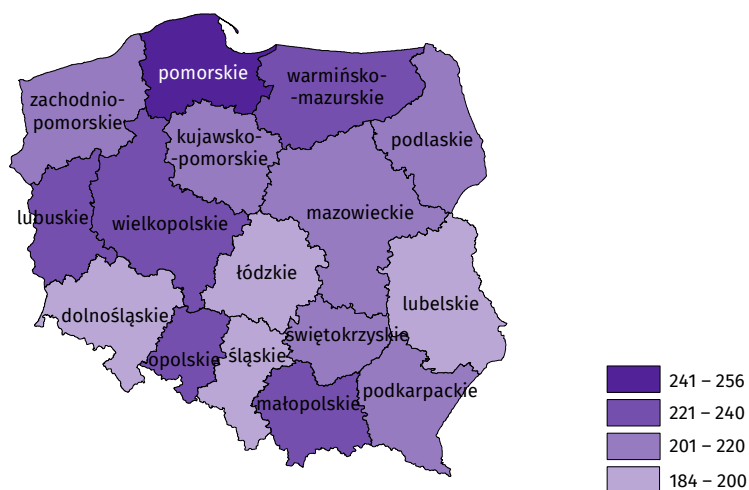 pomorskie
warmińsko-
-mazurskie
zachodnio-
pomorskie
kujawsko-
-pomorskie
podlaskie
lubuskie
wielkopolskie
mazowieckie
łódzkie
lubelskie
dolnośląskie
świętokrzyskie
opolskie
śląskie
małopolskie
podkarpackie
241 – 256
221 – 240
201 – 220
184 – 200